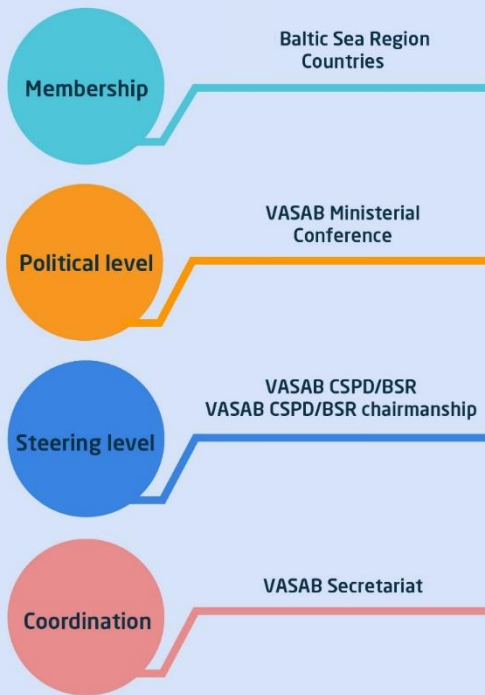 Membership
Baltic Sea Region
Countries
Political level
VASAB Ministerial
Conference
Steering level
VASAB CSPD/BSR
VASAB CSPD/BSR chairmanship
Coordination
VASAB Secretariat